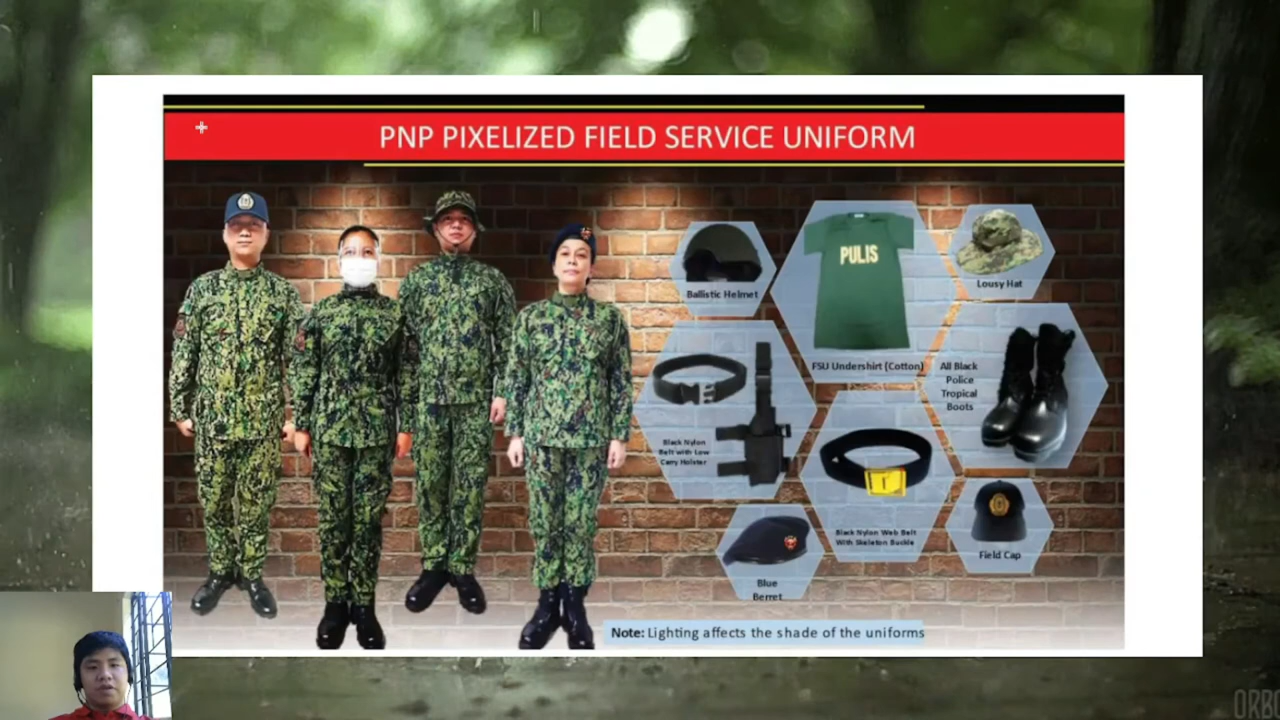 PNP PIXELIZED FIELD SERVICE UNIFORM
PULIS
Ballistic Helmet
FSU Undershirt (Cotton)
Lousy Hat
Black Nylon
Belt with Low
Carry Holster
All Black
Police
Tropical
Boots
Black Nylon Web Belt
With Skeleton Buckle
Blue
Berret
Field Cap
Note: Lighting affects the shade of the uniforms